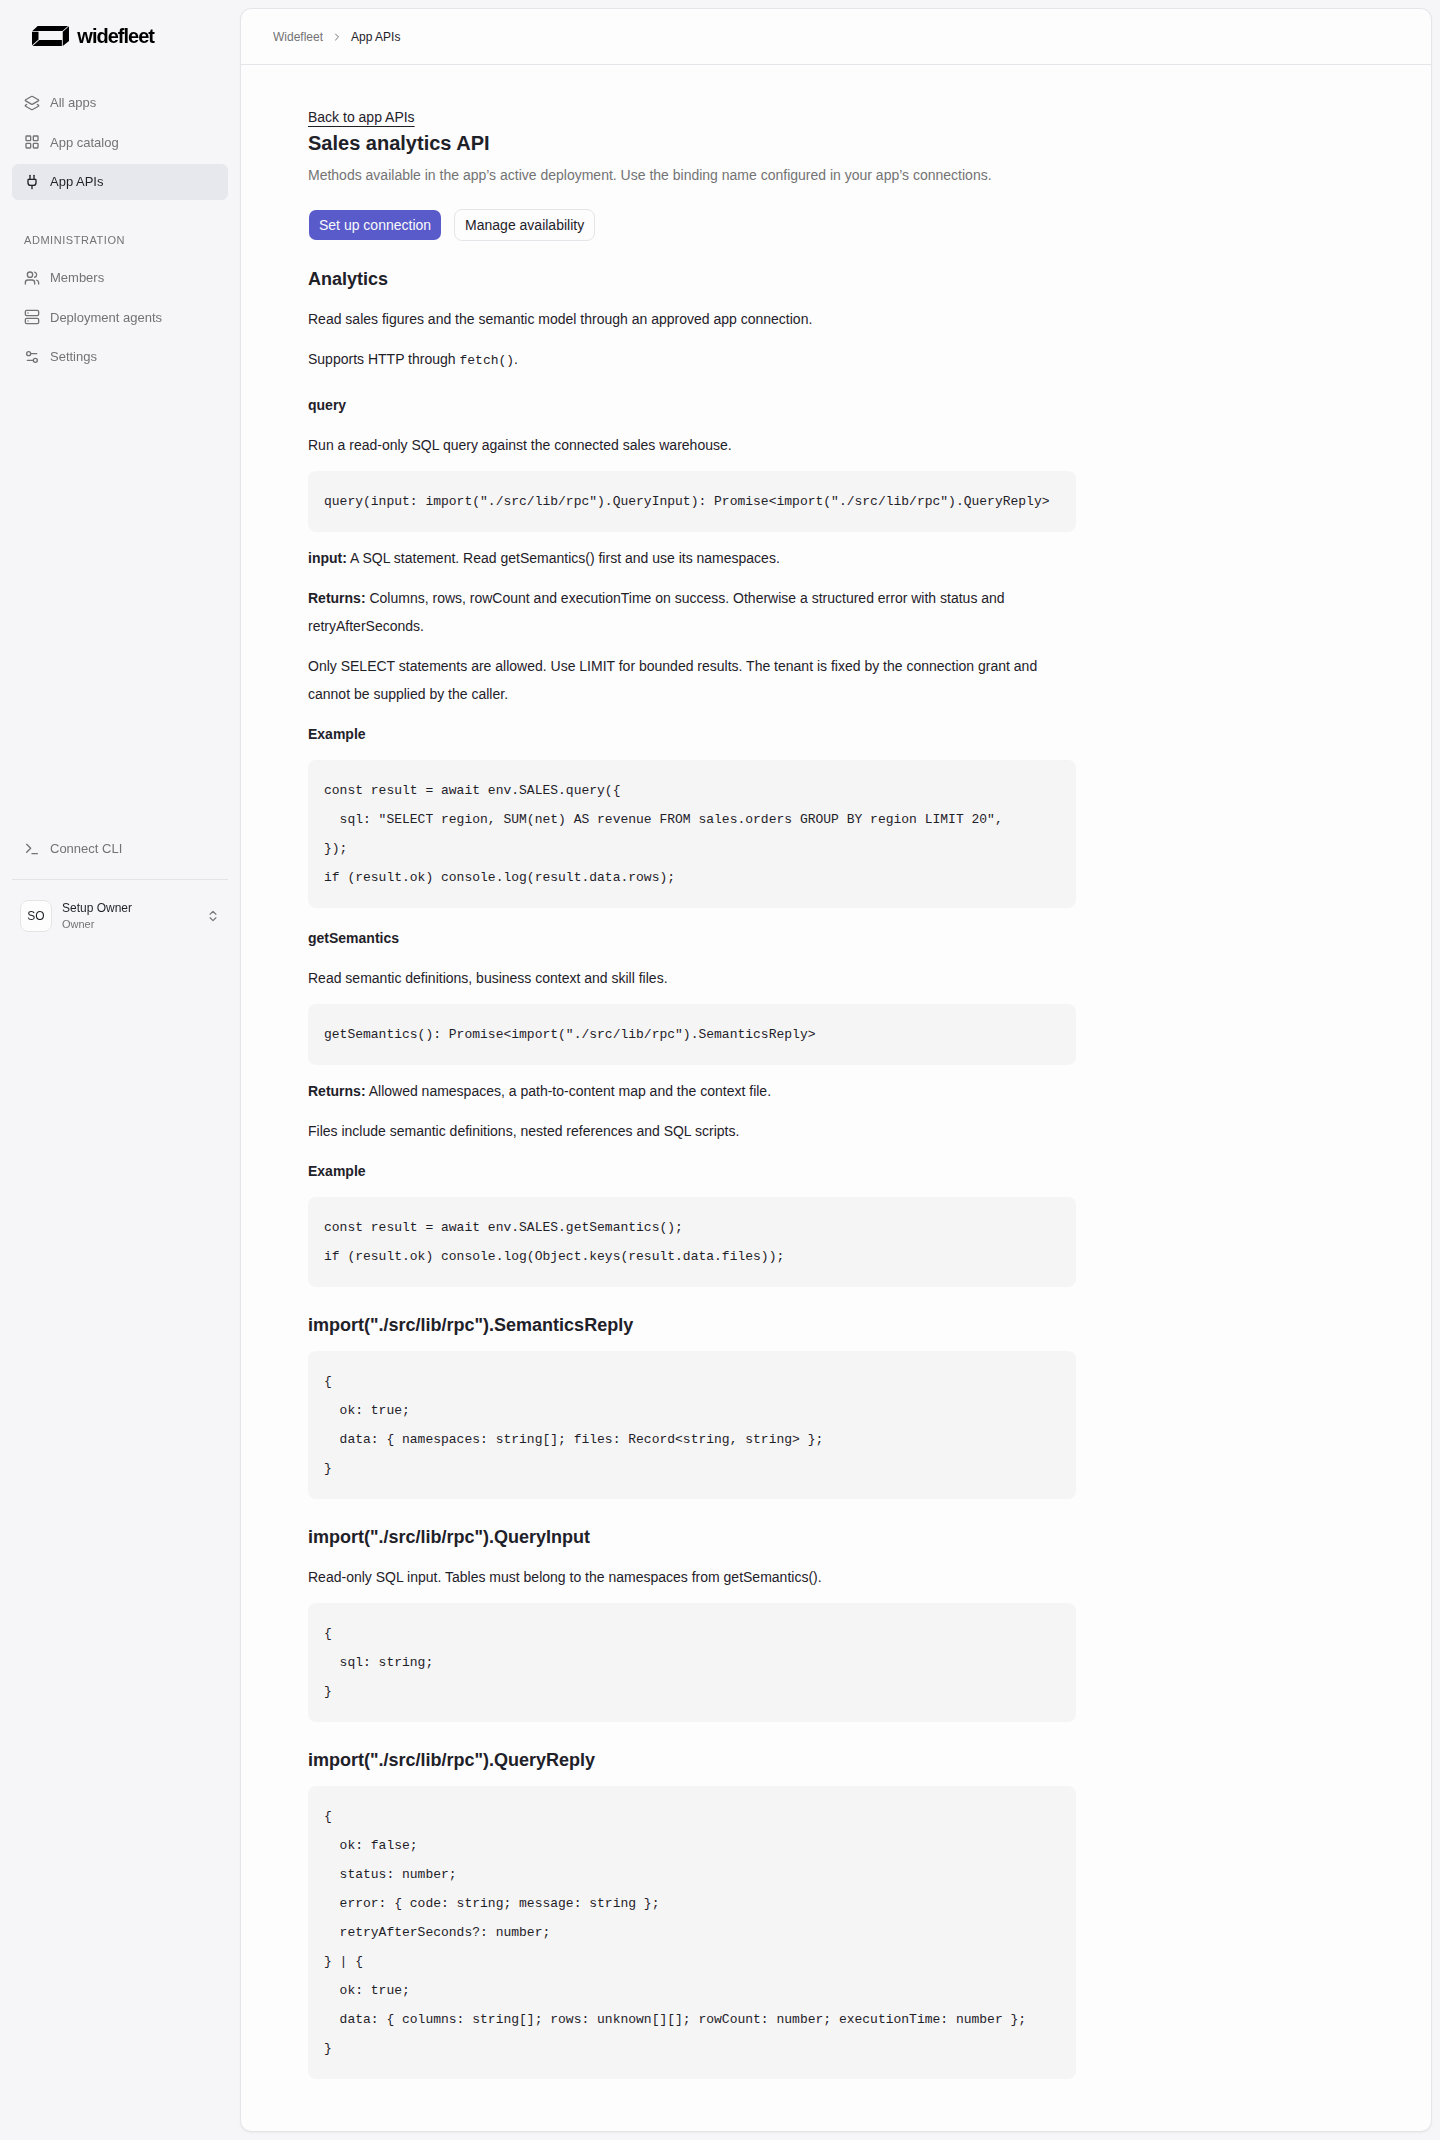 widefleet
All apps
App catalog
App APIs
ADMINISTRATION
Members
Deployment agents
Settings
Connect CLI
SO
Setup Owner
Owner
Widefleet
App APIs
Back to app APIs
Sales analytics API
Methods available in the app’s active deployment. Use the binding name configured in your app’s connections.
Set up connection
Manage availability
Analytics
Read sales figures and the semantic model through an approved app connection.
Supports HTTP through fetch().
query
Run a read-only SQL query against the connected sales warehouse.
query(input: import("./src/lib/rpc").QueryInput): Promise<import("./src/lib/rpc").QueryReply>
input: A SQL statement. Read getSemantics() first and use its namespaces.
Returns: Columns, rows, rowCount and executionTime on success. Otherwise a structured error with status and
retryAfterSeconds.
Only SELECT statements are allowed. Use LIMIT for bounded results. The tenant is fixed by the connection grant and
cannot be supplied by the caller.
Example
const result = await env.SALES.query({
  sql: "SELECT region, SUM(net) AS revenue FROM sales.orders GROUP BY region LIMIT 20",
});
if (result.ok) console.log(result.data.rows);
getSemantics
Read semantic definitions, business context and skill files.
getSemantics(): Promise<import("./src/lib/rpc").SemanticsReply>
Returns: Allowed namespaces, a path-to-content map and the context file.
Files include semantic definitions, nested references and SQL scripts.
Example
const result = await env.SALES.getSemantics();
if (result.ok) console.log(Object.keys(result.data.files));
import("./src/lib/rpc").SemanticsReply
{
  ok: true;
  data: { namespaces: string[]; files: Record<string, string> };
}
import("./src/lib/rpc").QueryInput
Read-only SQL input. Tables must belong to the namespaces from getSemantics().
{
  sql: string;
}
import("./src/lib/rpc").QueryReply
{
  ok: false;
  status: number;
  error: { code: string; message: string };
  retryAfterSeconds?: number;
} | {
  ok: true;
  data: { columns: string[]; rows: unknown[][]; rowCount: number; executionTime: number };
}